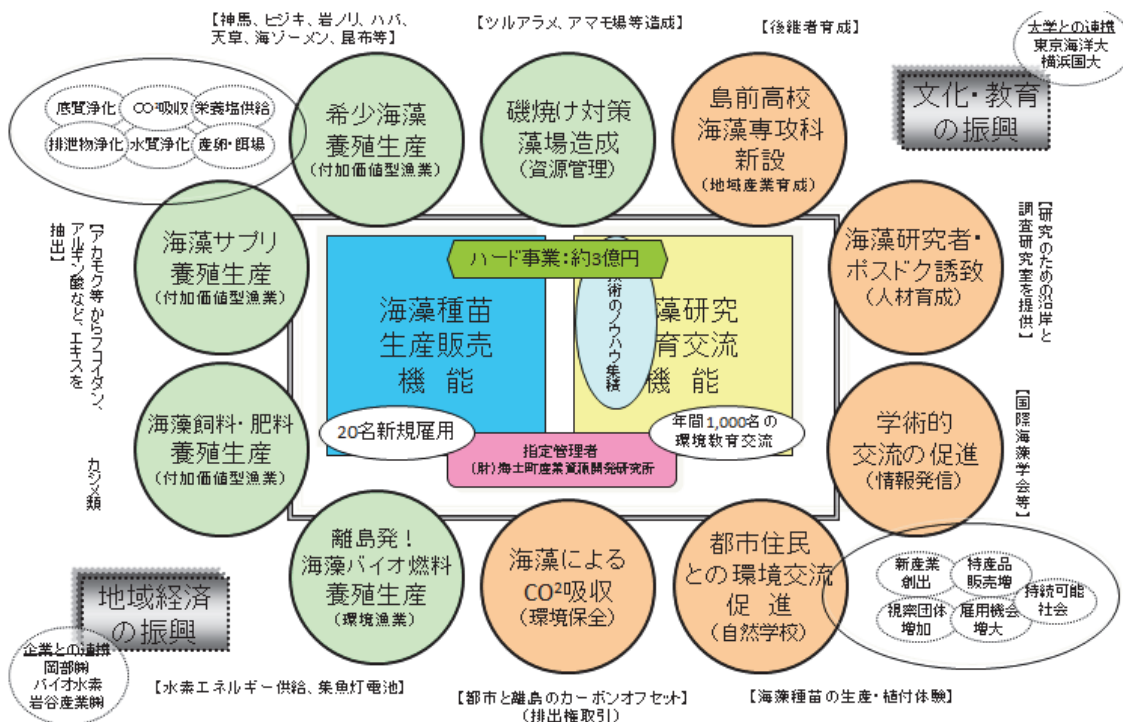 【神馬、ヒジキ、岩ノリ、ハバ、
天草、海ゾーメン、昆布等】
【ツルアラメ、アマモ場等造成】
【後継者育成】
大学との連携
東京海洋大
横浜国大
文化・教育
の振興
底質浄化
CO²吸収
栄養塩供給
排泄物浄化
水質浄化
産卵・餌場
希少海藻
養殖生産
(付加価値型漁業)
磯焼け対策
藻場造成
(資源管理)
島前高校
海藻専攻科
新設
(地域産業育成)
海藻サプリ
養殖生産
(付加価値型漁業)
【アカモク等からフコイダン、
アルギン酸など、エキスを
抽出】
ハード事業：約3億円
海藻種苗
生産販売
機 能
術のノウハウ集積
藻研究
育交流
機 能
海藻研究者・
ポスドク誘致
(人材育成)
【研究のための沿岸と
調査研究室を提供】
海藻飼料・肥料
養殖生産
(付加価値型漁業)
カジメ類
20名新規雇用
年間1,000名の
環境教育交流
指定管理者
(財)海士町産業資源開発研究所
学術的
交流の促進
(情報発信)
【国際海藻学会等】
離島発！
海藻バイオ燃料
養殖生産
(環境漁業)
海藻による
CO²吸収
(環境保全)
都市住民
との環境交流
促 進
(自然学校)
新産業
創出
特産品
販売増
持続可能
社会
視察団体
増加
雇用機会
増大
地域経済
の振興
企業との連携
岡部㈱
バイオ水素
岩谷産業㈱
【水素エネルギー供給、集魚灯電池】
【都市と離島のカーボンオフセット】
(排出権取引)
【海藻種苗の生産・植付体験】